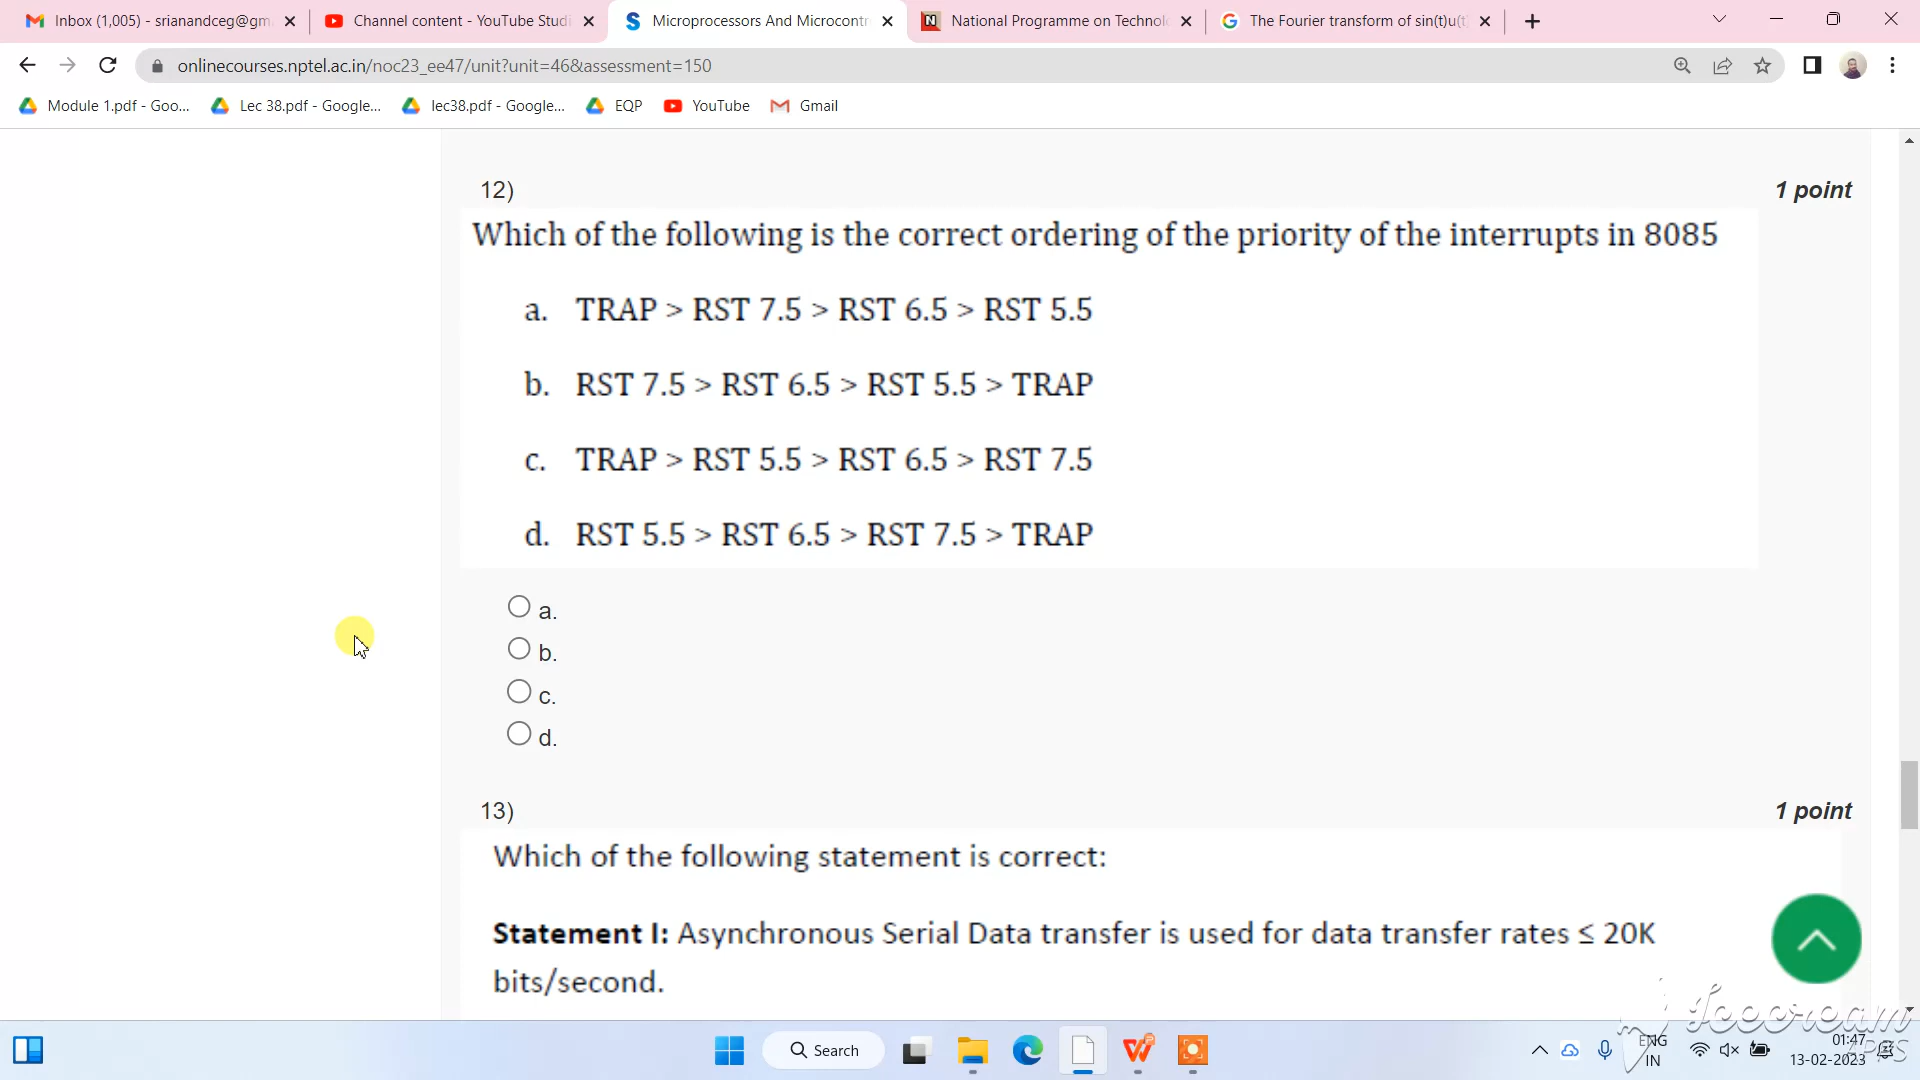 Inbox (1,005) - srianandceg@gm
Channel content - YouTube Studi
Microprocessors And Microcontr
National Programme on Technol
The Fourier transform of sin(t)u(t
onlinecourses.nptel.ac.in/noc23_ee47/unit?unit=46&assessment=150
Module 1.pdf - Goo...
Lec 38.pdf - Google...
lec38.pdf - Google...
EQP
YouTube
Gmail
12)
1 point
Which of the following is the correct ordering of the priority of the interrupts in 8085
a. TRAP > RST 7.5 > RST 6.5 > RST 5.5
b. RST 7.5 > RST 6.5 > RST 5.5 > TRAP
c. TRAP > RST 5.5 > RST 6.5 > RST 7.5
d. RST 5.5 > RST 6.5 > RST 7.5 > TRAP
a.
b.
c.
d.
13)
1 point
Which of the following statement is correct:
Statement I: Asynchronous Serial Data transfer is used for data transfer rates ≤ 20K
bits/second.
Icecream
APPS
Search
ENG
IN
01:47
13-02-2023